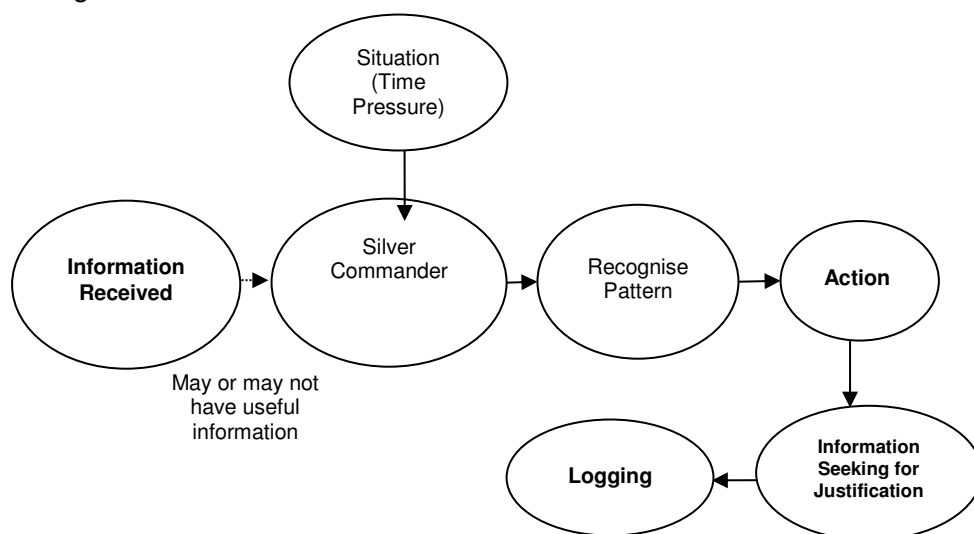 Situation
(Time
Pressure)
Information
Received
Silver
Commander
Recognise
Pattern
Action
May or may not
have useful
information
Logging
Information
Seeking for
Justification